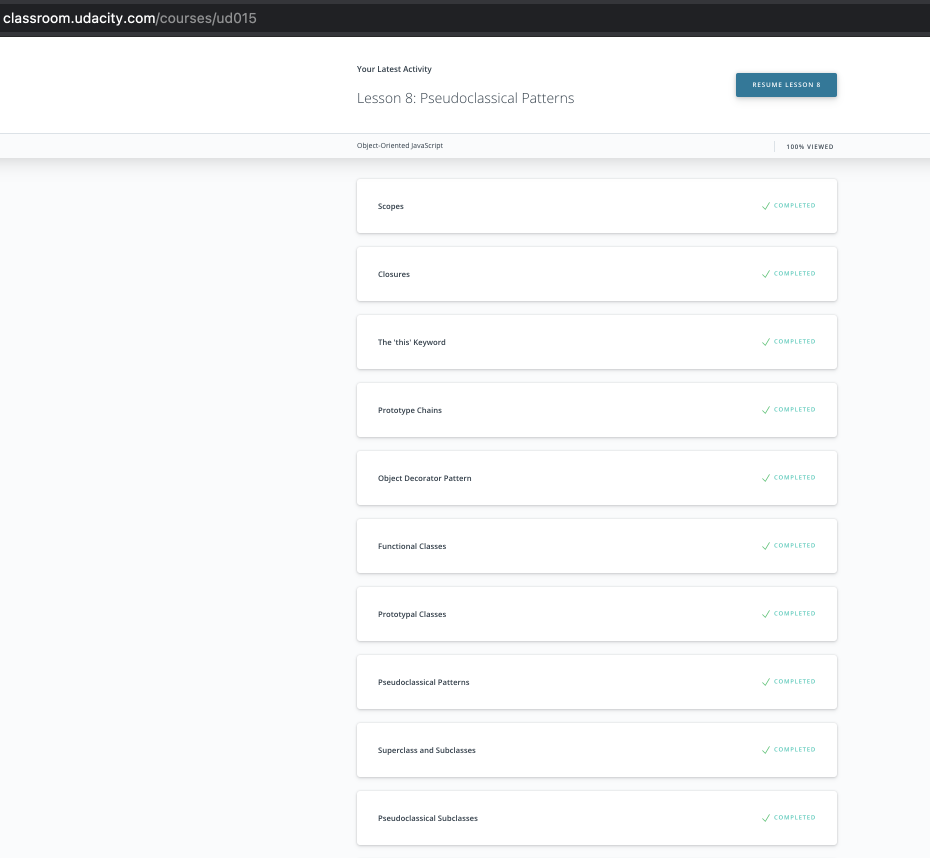 classroom.udacity.com/courses/ud015
Your Latest Activity
Lesson 8: Pseudoclassical Patterns
RESUME LESSON 8
Object-Oriented JavaScript
100% VIEWED
Scopes
COMPLETED
Closures
COMPLETED
The 'this' Keyword
COMPLETED
Prototype Chains
COMPLETED
Object Decorator Pattern
COMPLETED
Functional Classes
COMPLETED
Prototypal Classes
COMPLETED
Pseudoclassical Patterns
COMPLETED
Superclass and Subclasses
COMPLETED
Pseudoclassical Subclasses
COMPLETED